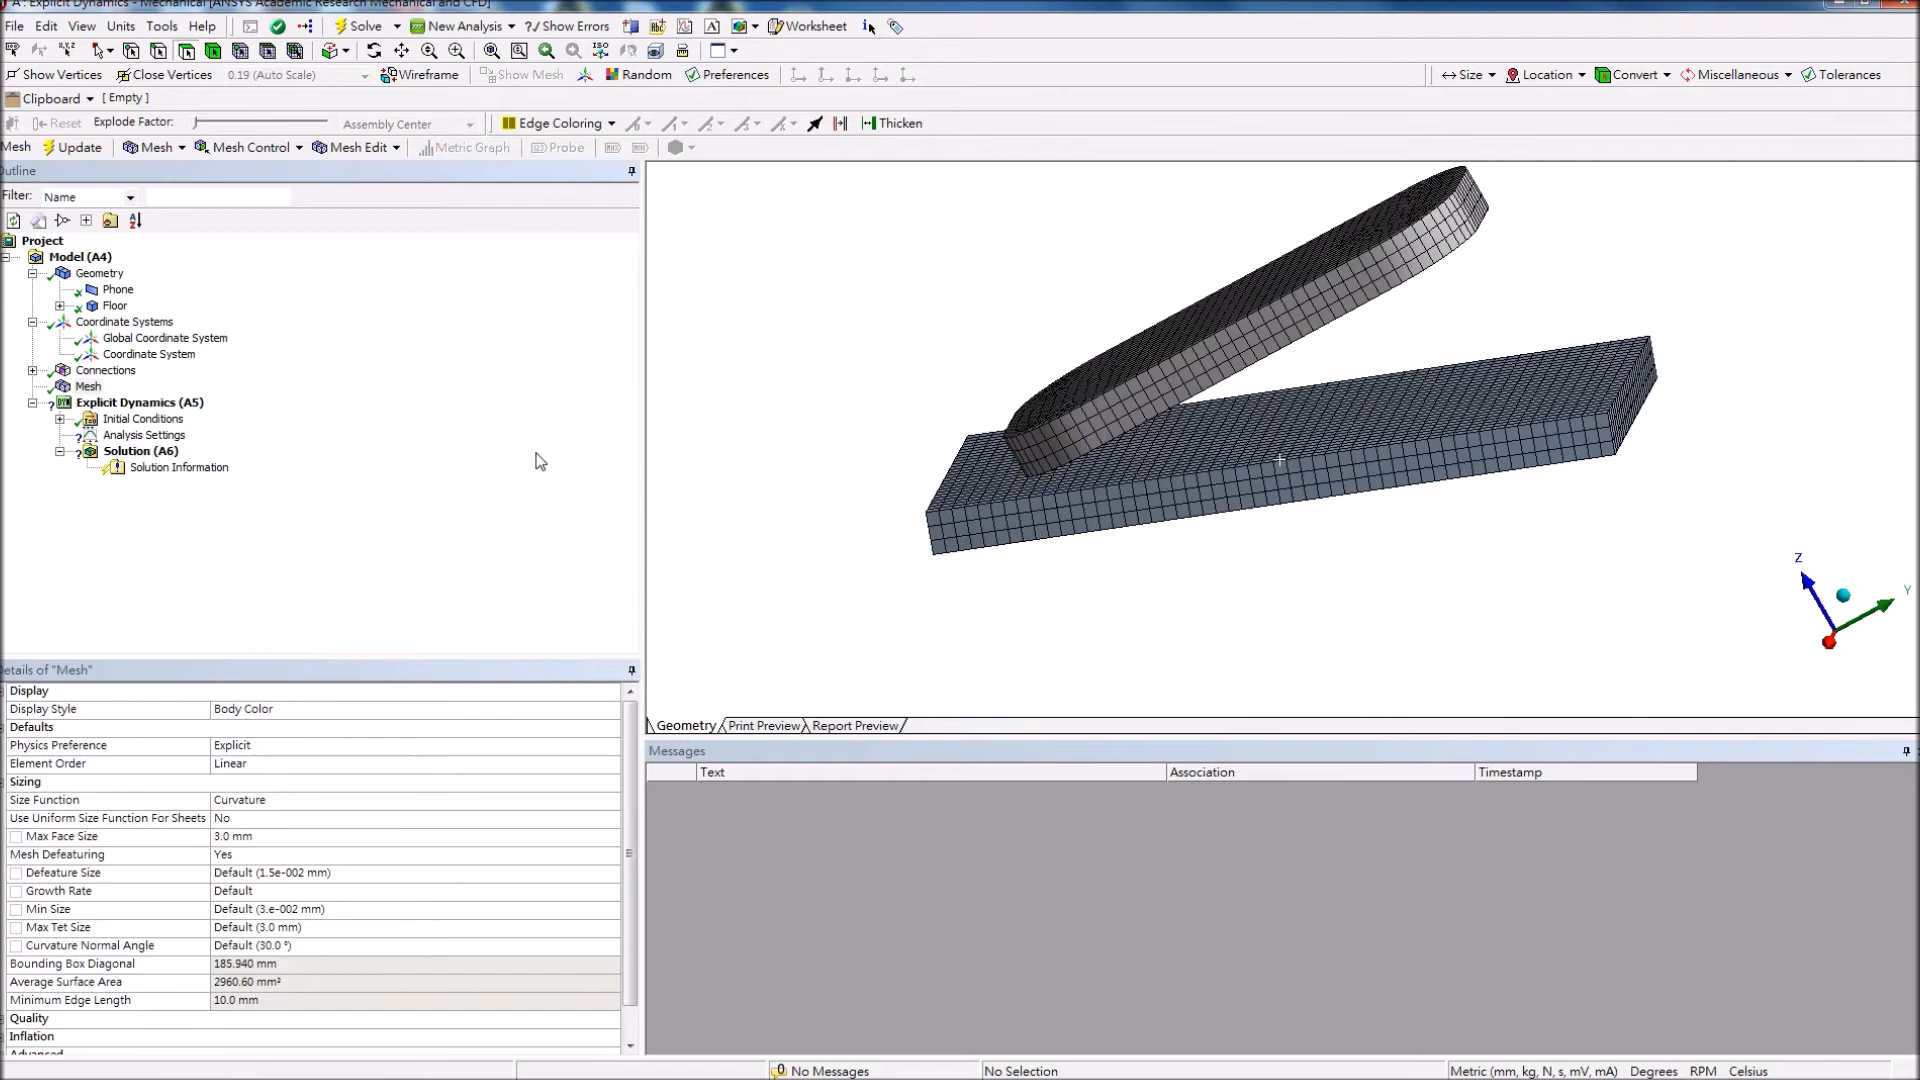 A : Explicit Dynamics - Mechanical [ANSYS Academic Research Mechanical and CFD]
File Edit View Units Tools Help Solve New Analysis ?/ Show Errors Worksheet
ISO
Show Vertices Close Vertices 0.19 (Auto Scale) Wireframe Show Mesh Random Preferences Size Location Convert Miscellaneous Tolerances
Clipboard [ Empty ]
Reset Explode Factor: Assembly Center Edge Coloring Thicken
Mesh Update Mesh Mesh Control Mesh Edit Metric Graph Probe
Outline
Filter: Name
Project
Model (A4)
Geometry
Phone
Floor
Coordinate Systems
Global Coordinate System
Coordinate System
Connections
Mesh
Explicit Dynamics (A5)
Initial Conditions
Analysis Settings
Solution (A6)
Solution Information
Z
Y
Details of "Mesh"
Display
Display Style Body Color
Defaults
Physics Preference Explicit
Element Order Linear
Sizing
Size Function Curvature
Use Uniform Size Function For Sheets No
Max Face Size 3.0 mm
Mesh Defeaturing Yes
Defeature Size Default (1.5e-002 mm)
Growth Rate Default
Min Size Default (3.e-002 mm)
Max Tet Size Default (3.0 mm)
Curvature Normal Angle Default (30.0 °)
Bounding Box Diagonal 185.940 mm
Average Surface Area 2960.60 mm²
Minimum Edge Length 10.0 mm
Quality
Inflation
Advanced
Geometry Print Preview Report Preview
Messages
Text Association Timestamp
No Messages No Selection Metric (mm, kg, N, s, mV, mA) Degrees RPM Celsius